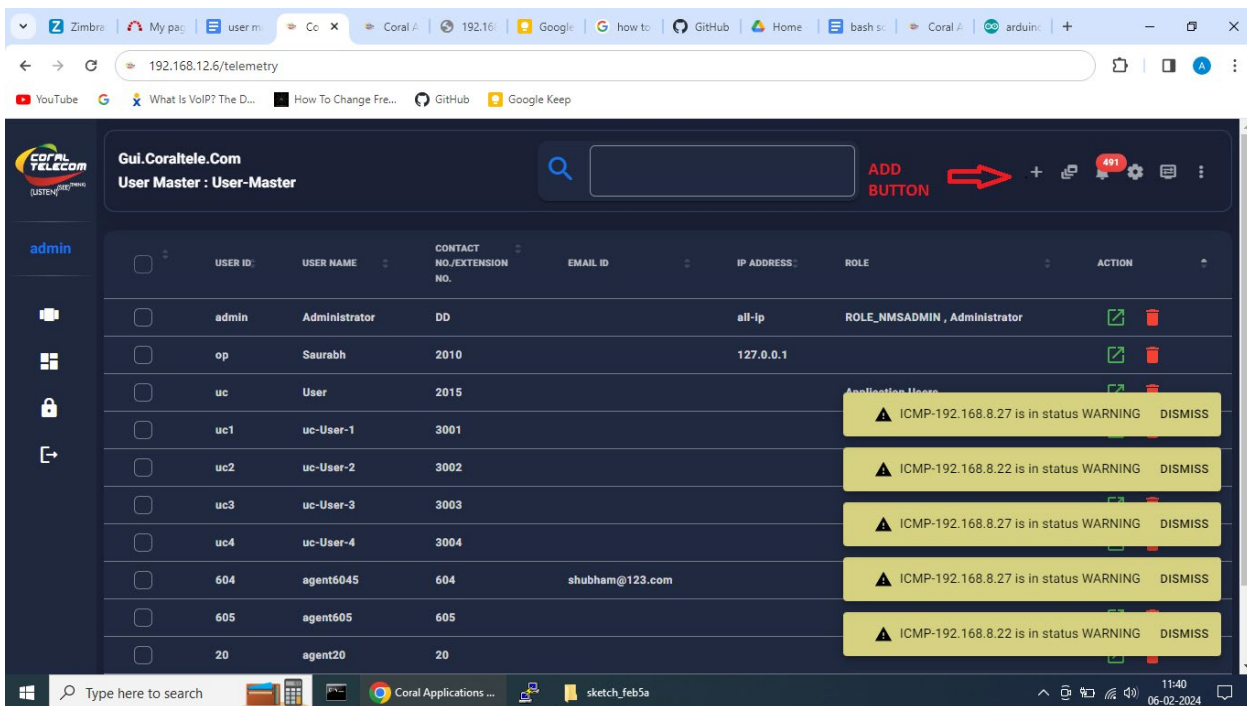 Zimbra
My pag
user m
Co
Coral A
192.168
Google
how to
GitHub
Home
bash sc
Coral A
arduino
192.168.12.6/telemetry
A
YouTube
What Is VoIP? The D...
How To Change Fre...
GitHub
Google Keep
CORAL
TELECOM
(LISTEN)(SEE)(THINK)
Gui.Coraltele.Com
User Master : User-Master
ADD
BUTTON
491
admin
USER ID
USER NAME
CONTACT
NO./EXTENSION
NO.
EMAIL ID
IP ADDRESS
ROLE
ACTION
admin Administrator DD all-ip ROLE_NMSADMIN , Administrator
op Saurabh 2010 127.0.0.1
uc User 2015 Application Users
ICMP-192.168.8.27 is in status WARNING DISMISS
uc1 uc-User-1 3001
uc2 uc-User-2 3002
ICMP-192.168.8.22 is in status WARNING DISMISS
uc3 uc-User-3 3003
ICMP-192.168.8.27 is in status WARNING DISMISS
uc4 uc-User-4 3004
604 agent6045 604 shubham@123.com
ICMP-192.168.8.27 is in status WARNING DISMISS
605 agent605 605
ICMP-192.168.8.22 is in status WARNING DISMISS
20 agent20 20
Type here to search
Coral Applications ...
sketch_feb5a
11:40
06-02-2024